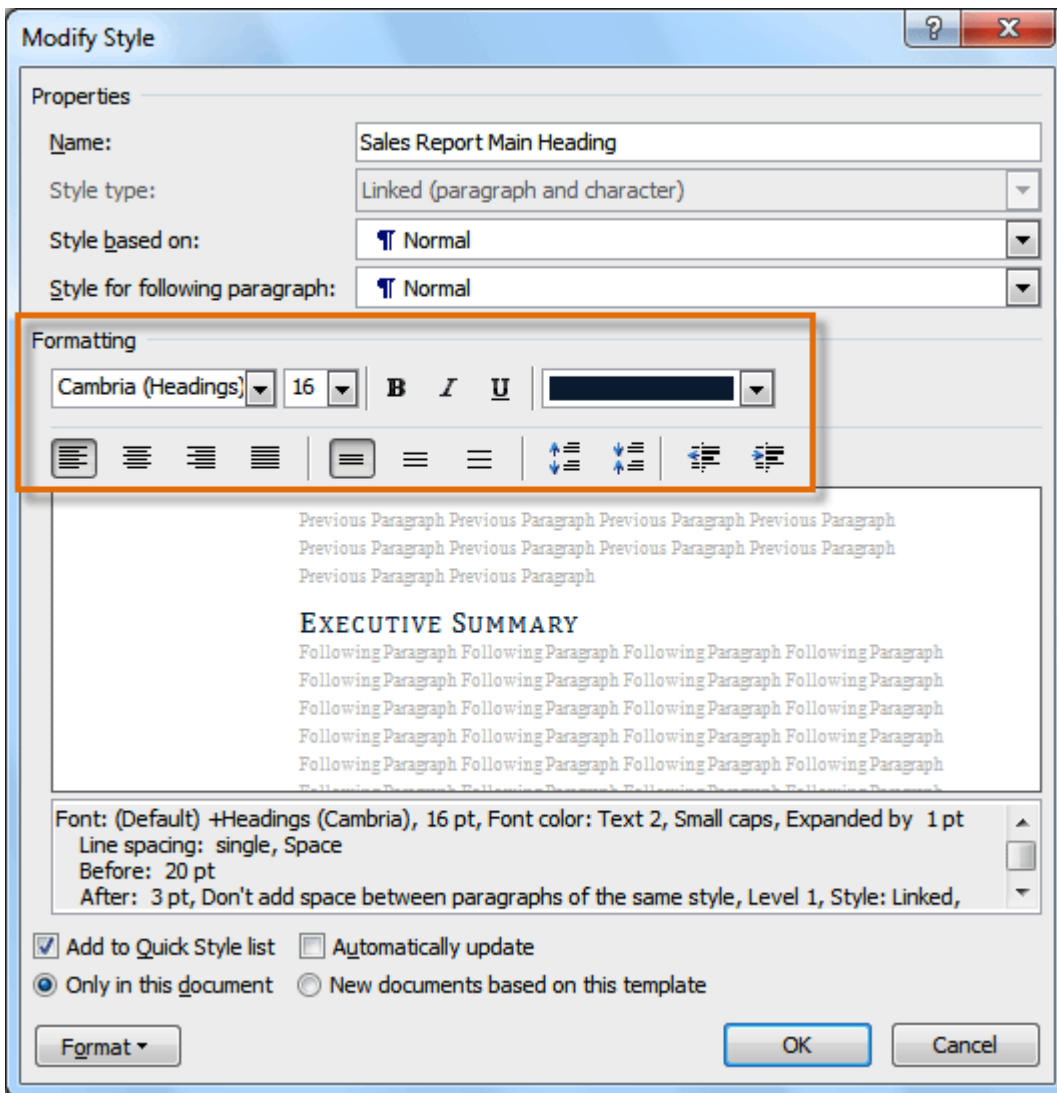 Modify Style
?
X
Properties
Name: Sales Report Main Heading
Style type: Linked (paragraph and character)
Style based on: ¶ Normal
Style for following paragraph: ¶ Normal
Formatting
Cambria (Headings) 16 B I U
Previous Paragraph Previous Paragraph Previous Paragraph Previous Paragraph
Previous Paragraph Previous Paragraph Previous Paragraph Previous Paragraph
Previous Paragraph Previous Paragraph
EXECUTIVE SUMMARY
Following Paragraph Following Paragraph Following Paragraph Following Paragraph
Following Paragraph Following Paragraph Following Paragraph Following Paragraph
Following Paragraph Following Paragraph Following Paragraph Following Paragraph
Following Paragraph Following Paragraph Following Paragraph Following Paragraph
Following Paragraph Following Paragraph Following Paragraph Following Paragraph
Font: (Default) +Headings (Cambria), 16 pt, Font color: Text 2, Small caps, Expanded by 1 pt
Line spacing: single, Space
Before: 20 pt
After: 3 pt, Don't add space between paragraphs of the same style, Level 1, Style: Linked,
Add to Quick Style list Automatically update
Only in this document New documents based on this template
Format OK Cancel